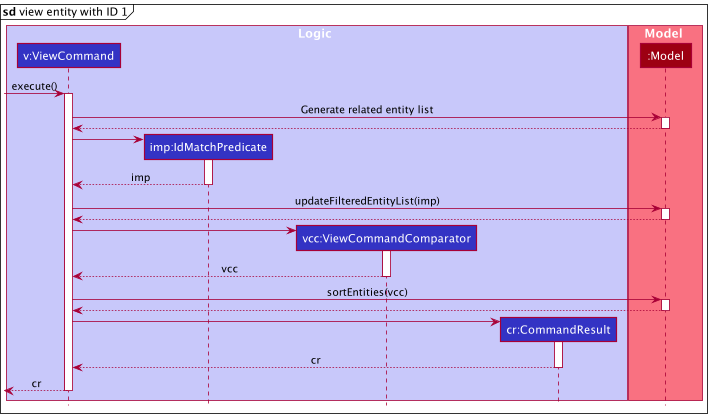 sd view entity with ID 1
Logic
Model
v:ViewCommand
:Model
execute()
Generate related entity list
imp:IdMatchPredicate
imp
updateFilteredEntityList(imp)
vcc:ViewCommandComparator
vcc
sortEntities(vcc)
cr:CommandResult
cr
cr